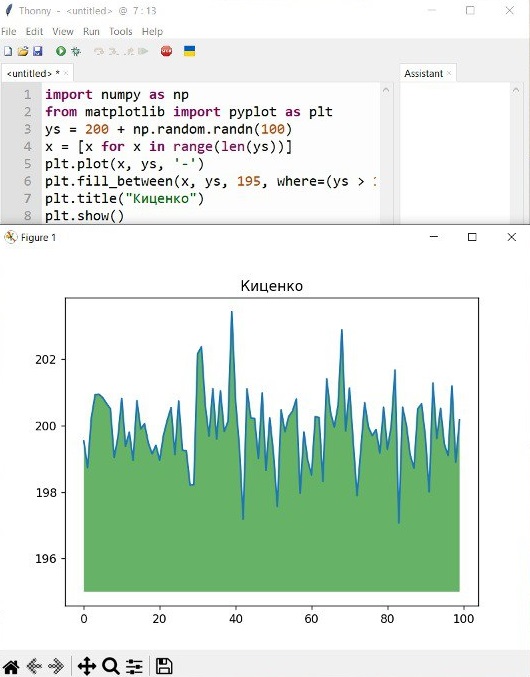 Thonny - <untitled> @ 7 : 13
File Edit View Run Tools Help
<untitled> * ×
Assistant ×
1 import numpy as np
2 from matplotlib import pyplot as plt
3 ys = 200 + np.random.randn(100)
4 x = [x for x in range(len(ys))]
5 plt.plot(x, ys, '-')
6 plt.fill_between(x, ys, 195, where=(ys >
7 plt.title("Киценко")
8 plt.show()
Figure 1
Киценко
202
200
198
196
0 20 40 60 80 100